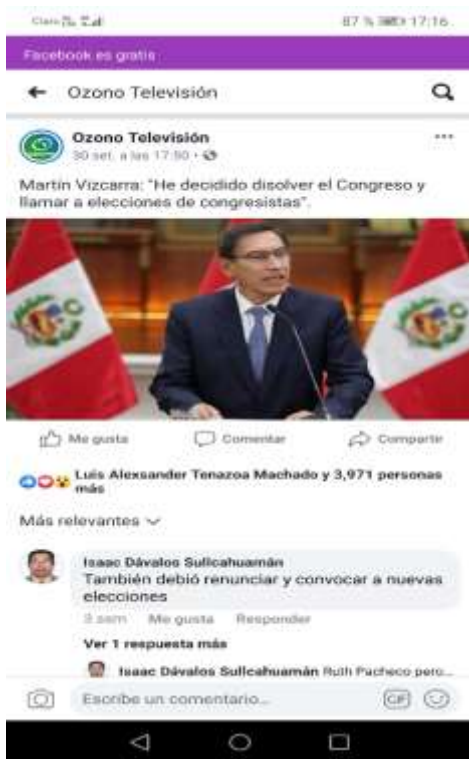 Claro
87 % 17:16
Facebook es gratis
Ozono Televisión
Ozono Televisión
30 set. a las 17:50
Martín Vizcarra: "He decidido disolver el Congreso y
llamar a elecciones de congresistas".
Me gusta Comentar Compartir
Luis Alexsander Tenazoa Machado y 3,971 personas
más
Más relevantes
Isaac Dávalos Sullcahuamán
También debió renunciar y convocar a nuevas
elecciones
3 sem Me gusta Responder
Ver 1 respuesta más
Isaac Dávalos Sullcahuamán Ruth Pacheco pero...
Escribe un comentario...
GIF